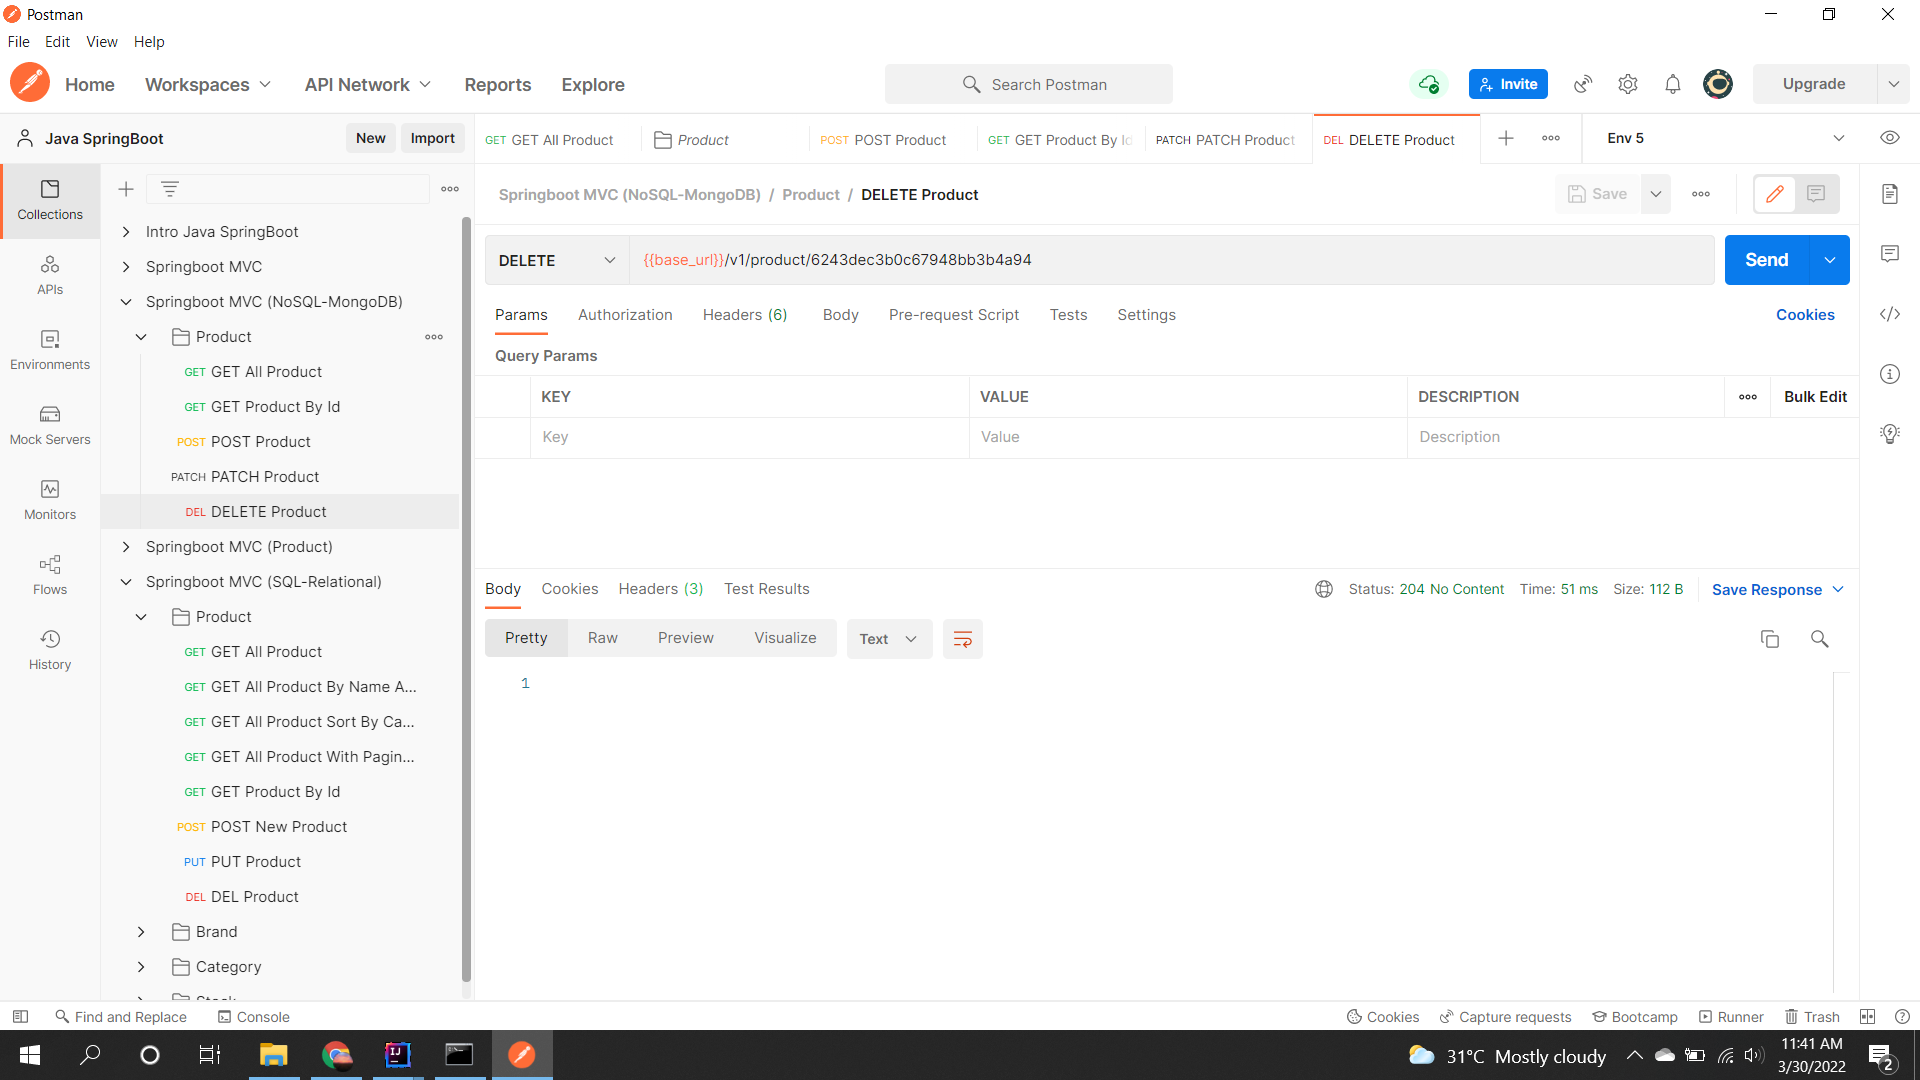 Postman
File Edit View Help
Home Workspaces API Network Reports Explore Search Postman Invite Upgrade
Java SpringBoot New Import
GET GET All Product Product POST POST Product GET GET Product By Id PATCH PATCH Product DEL DELETE Product Env 5
Springboot MVC (NoSQL-MongoDB) / Product / DELETE Product Save
DELETE {{base_url}}/v1/product/6243dec3b0c67948bb3b4a94 Send
Params Authorization Headers (6) Body Pre-request Script Tests Settings Cookies
Query Params
KEY VALUE DESCRIPTION Bulk Edit
Key Value Description
Collections
APIs
Environments
Mock Servers
Monitors
Flows
History
Intro Java SpringBoot
Springboot MVC
Springboot MVC (NoSQL-MongoDB)
Product
GET GET All Product
GET GET Product By Id
POST POST Product
PATCH PATCH Product
DEL DELETE Product
Springboot MVC (Product)
Springboot MVC (SQL-Relational)
Product
GET GET All Product
GET GET All Product By Name A...
GET GET All Product Sort By Ca...
GET GET All Product With Pagin...
GET GET Product By Id
POST POST New Product
PUT PUT Product
DEL DEL Product
Brand
Category
Body Cookies Headers (3) Test Results Status: 204 No Content Time: 51 ms Size: 112 B Save Response
Pretty Raw Preview Visualize Text
1
Find and Replace Console Cookies Capture requests Bootcamp Runner Trash
31°C Mostly cloudy 11:41 AM
3/30/2022 2